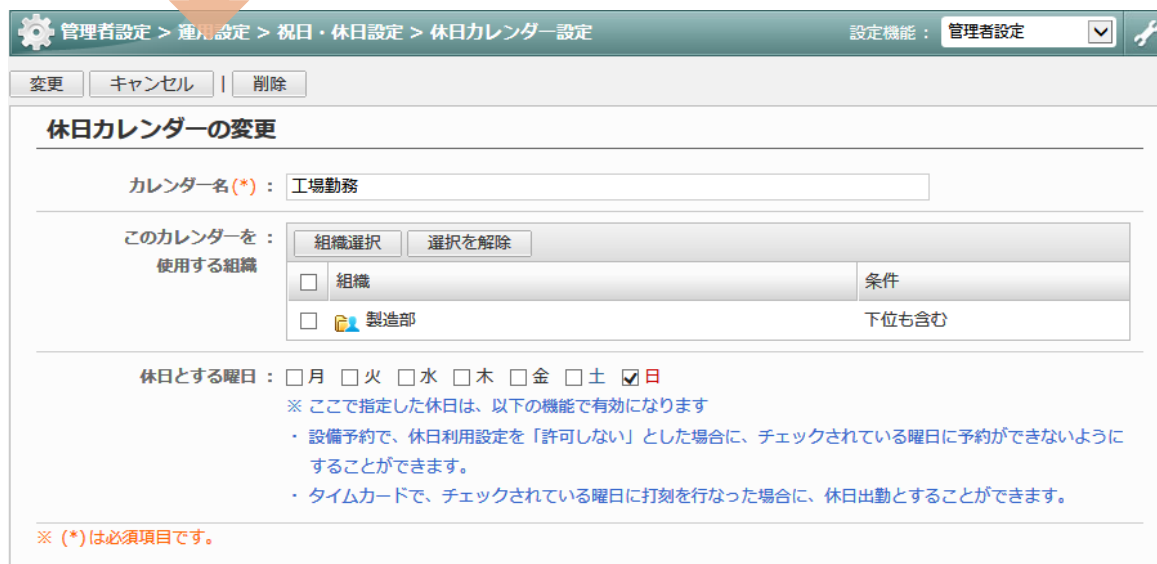 管理者設定 > 運用設定 > 祝日・休日設定 > 休日カレンダー設定 設定機能： 管理者設定
変更 キャンセル | 削除
休日カレンダーの変更
カレンダー名(*) ： 工場勤務
このカレンダーを ： 組織選択 選択を解除
使用する組織
組織 条件
製造部 下位も含む
休日とする曜日 ： 月 火 水 木 金 土 日
※ ここで指定した休日は、以下の機能で有効になります
・ 設備予約で、休日利用設定を「許可しない」とした場合に、チェックされている曜日に予約ができないように
することができます。
・ タイムカードで、チェックされている曜日に打刻を行なった場合に、休日出勤とすることができます。
※ (*)は必須項目です。